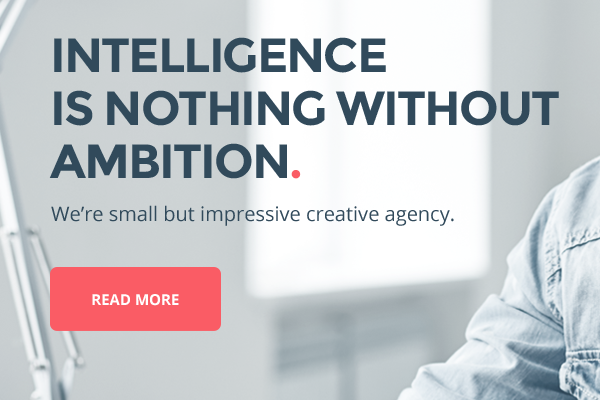 INTELLIGENCE
IS NOTHING WITHOUT
AMBITION.
We’re small but impressive creative agency.
READ MORE